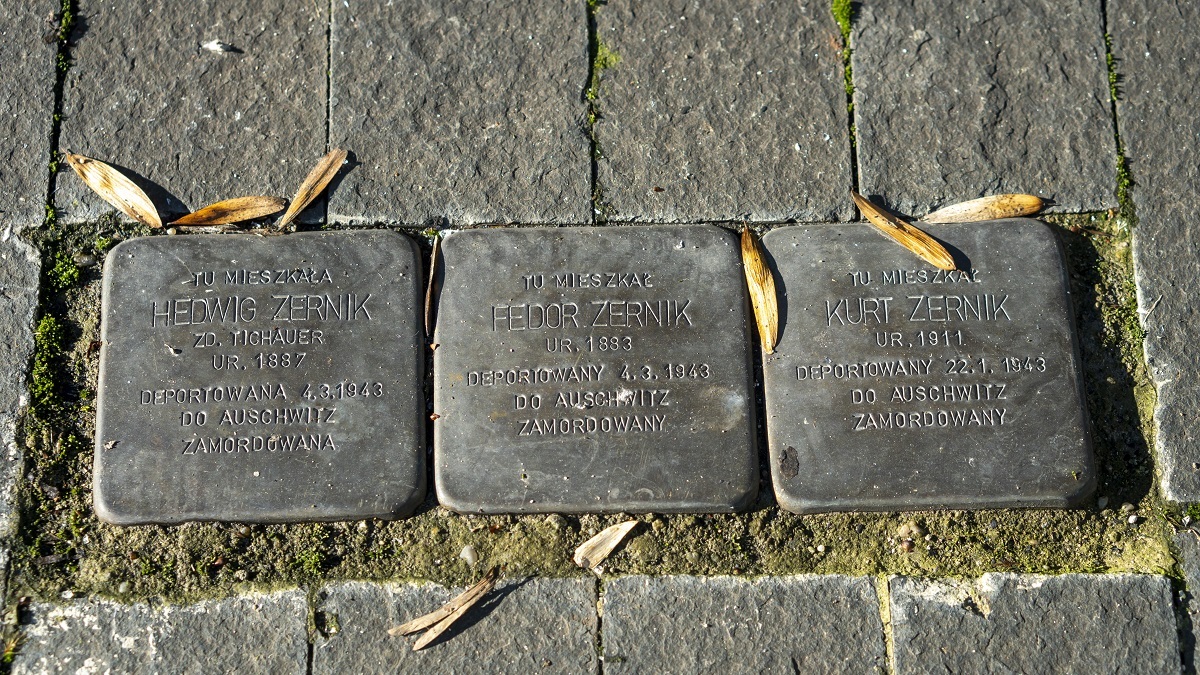 TU MIESZKAŁA
HEDWIG ZERNIK
ZD. TICHAUER
UR. 1887
DEPORTOWANA 4.3.1943
DO AUSCHWITZ
ZAMORDOWANA
TU MIESZKAŁ
FEDOR ZERNIK
UR. 1883
DEPORTOWANY 4.3.1943
DO AUSCHWITZ
ZAMORDOWANY
TU MIESZKAŁ
KURT ZERNIK
UR. 1911
DEPORTOWANY 22.1.1943
DO AUSCHWITZ
ZAMORDOWANY